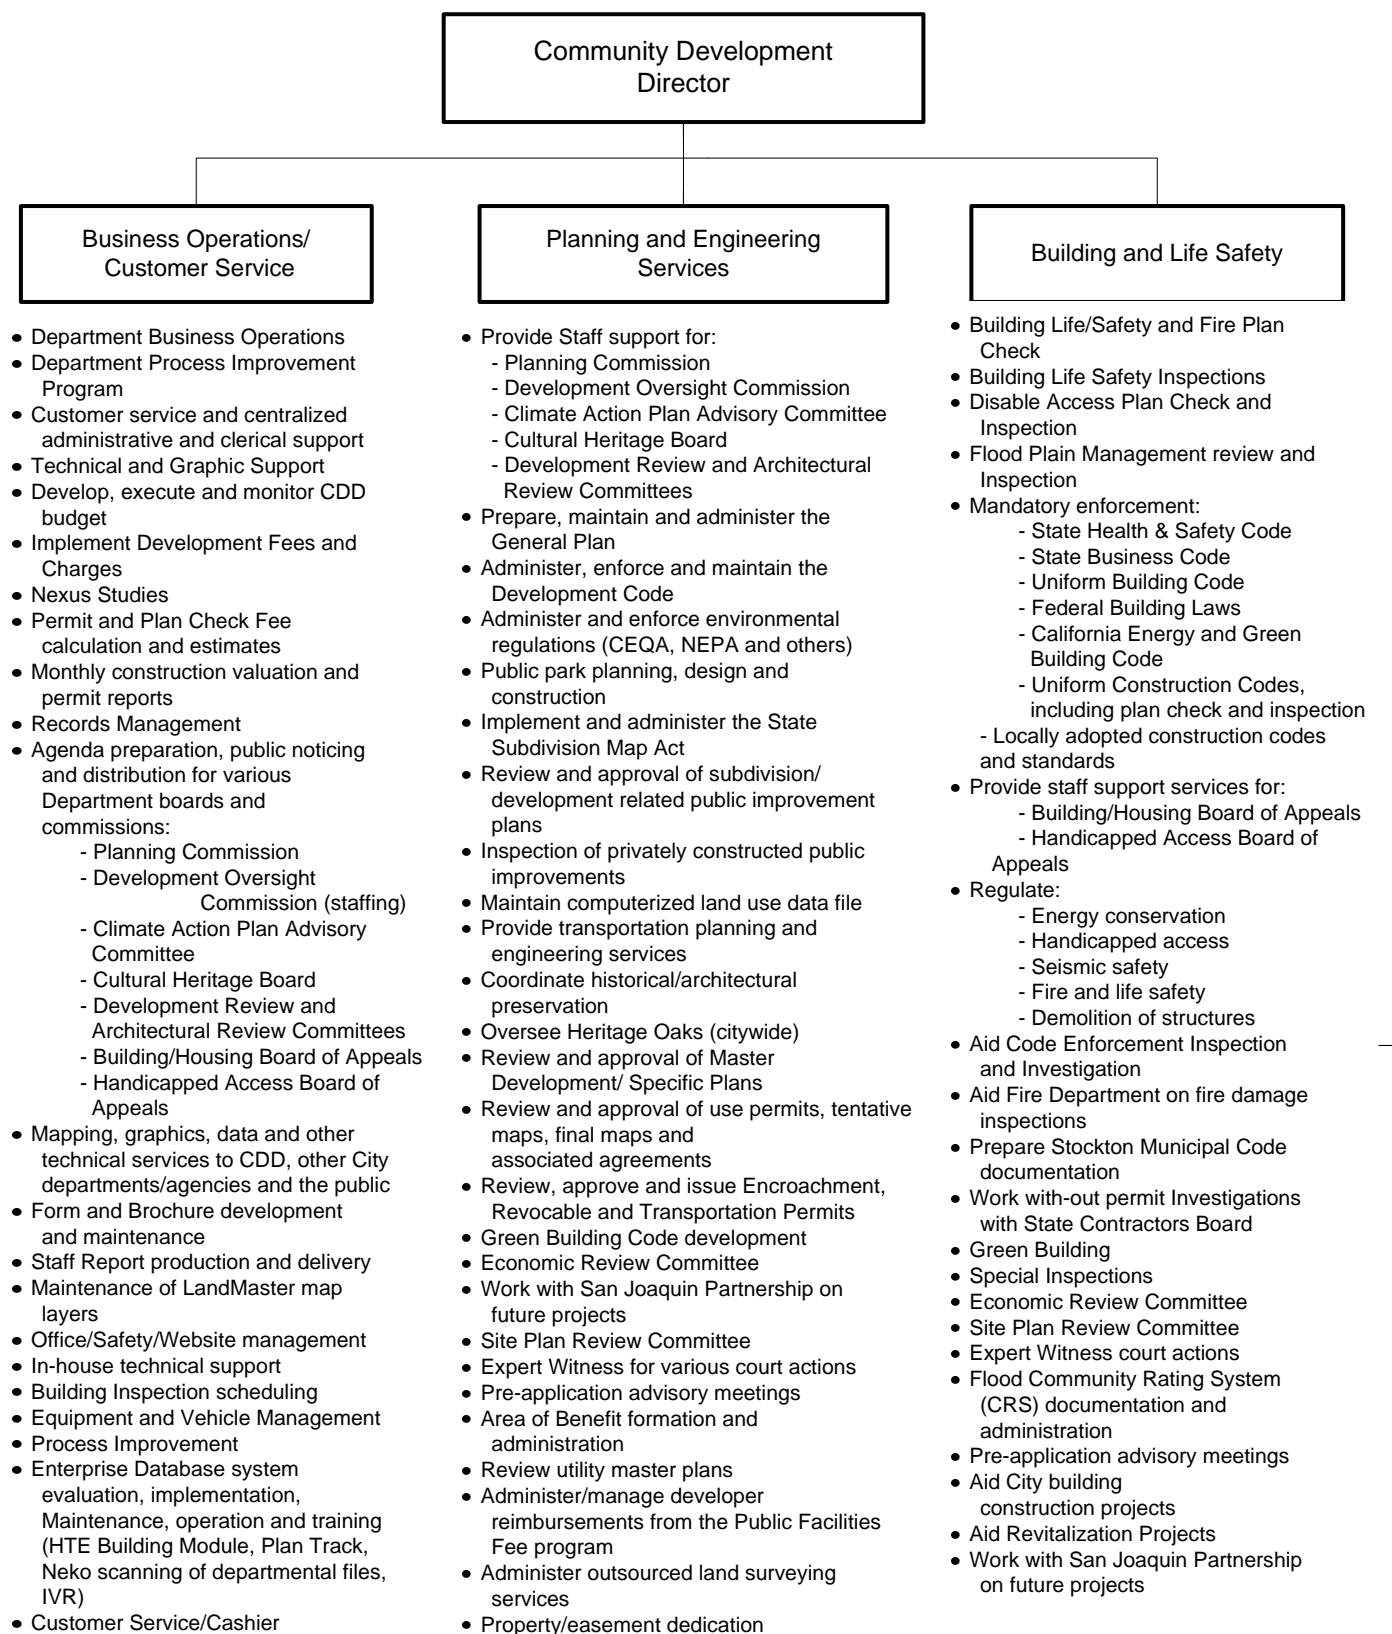 Community Development
Director
Business Operations/
Customer Service
• Department Business Operations
• Department Process Improvement
Program
• Customer service and centralized
administrative and clerical support
• Technical and Graphic Support
• Develop, execute and monitor CDD
budget
• Implement Development Fees and
Charges
• Nexus Studies
• Permit and Plan Check Fee
calculation and estimates
• Monthly construction valuation and
permit reports
• Records Management
• Agenda preparation, public noticing
and distribution for various
Department boards and
commissions:
- Planning Commission
- Development Oversight
Commission (staffing)
- Climate Action Plan Advisory
Committee
- Cultural Heritage Board
- Development Review and
Architectural Review Committees
- Building/Housing Board of Appeals
- Handicapped Access Board of
Appeals
• Mapping, graphics, data and other
technical services to CDD, other City
departments/agencies and the public
• Form and Brochure development
and maintenance
• Staff Report production and delivery
• Maintenance of LandMaster map
layers
• Office/Safety/Website management
• In-house technical support
• Building Inspection scheduling
• Equipment and Vehicle Management
• Process Improvement
• Enterprise Database system
evaluation, implementation,
Maintenance, operation and training
(HTE Building Module, Plan Track,
Neko scanning of departmental files,
IVR)
• Customer Service/Cashier
Planning and Engineering
Services
• Provide Staff support for:
- Planning Commission
- Development Oversight Commission
- Climate Action Plan Advisory Committee
- Cultural Heritage Board
- Development Review and Architectural
Review Committees
• Prepare, maintain and administer the
General Plan
• Administer, enforce and maintain the
Development Code
• Administer and enforce environmental
regulations (CEQA, NEPA and others)
• Public park planning, design and
construction
• Implement and administer the State
Subdivision Map Act
• Review and approval of subdivision/
development related public improvement
plans
• Inspection of privately constructed public
improvements
• Maintain computerized land use data file
• Provide transportation planning and
engineering services
• Coordinate historical/architectural
preservation
• Oversee Heritage Oaks (citywide)
• Review and approval of Master
Development/ Specific Plans
• Review and approval of use permits, tentative
maps, final maps and
associated agreements
• Review, approve and issue Encroachment,
Revocable and Transportation Permits
• Green Building Code development
• Economic Review Committee
• Work with San Joaquin Partnership on
future projects
• Site Plan Review Committee
• Expert Witness for various court actions
• Pre-application advisory meetings
• Area of Benefit formation and
administration
• Review utility master plans
• Administer/manage developer
reimbursements from the Public Facilities
Fee program
• Administer outsourced land surveying
services
• Property/easement dedication
Building and Life Safety
• Building Life/Safety and Fire Plan
Check
• Building Life Safety Inspections
• Disable Access Plan Check and
Inspection
• Flood Plain Management review and
Inspection
• Mandatory enforcement:
- State Health & Safety Code
- State Business Code
- Uniform Building Code
- Federal Building Laws
- California Energy and Green
Building Code
- Uniform Construction Codes,
including plan check and inspection
- Locally adopted construction codes
and standards
• Provide staff support services for:
- Building/Housing Board of Appeals
- Handicapped Access Board of
Appeals
• Regulate:
- Energy conservation
- Handicapped access
- Seismic safety
- Fire and life safety
- Demolition of structures
• Aid Code Enforcement Inspection
and Investigation
• Aid Fire Department on fire damage
inspections
• Prepare Stockton Municipal Code
documentation
• Work with-out permit Investigations
with State Contractors Board
• Green Building
• Special Inspections
• Economic Review Committee
• Site Plan Review Committee
• Expert Witness court actions
• Flood Community Rating System
(CRS) documentation and
administration
• Pre-application advisory meetings
• Aid City building
construction projects
• Aid Revitalization Projects
• Work with San Joaquin Partnership
on future projects